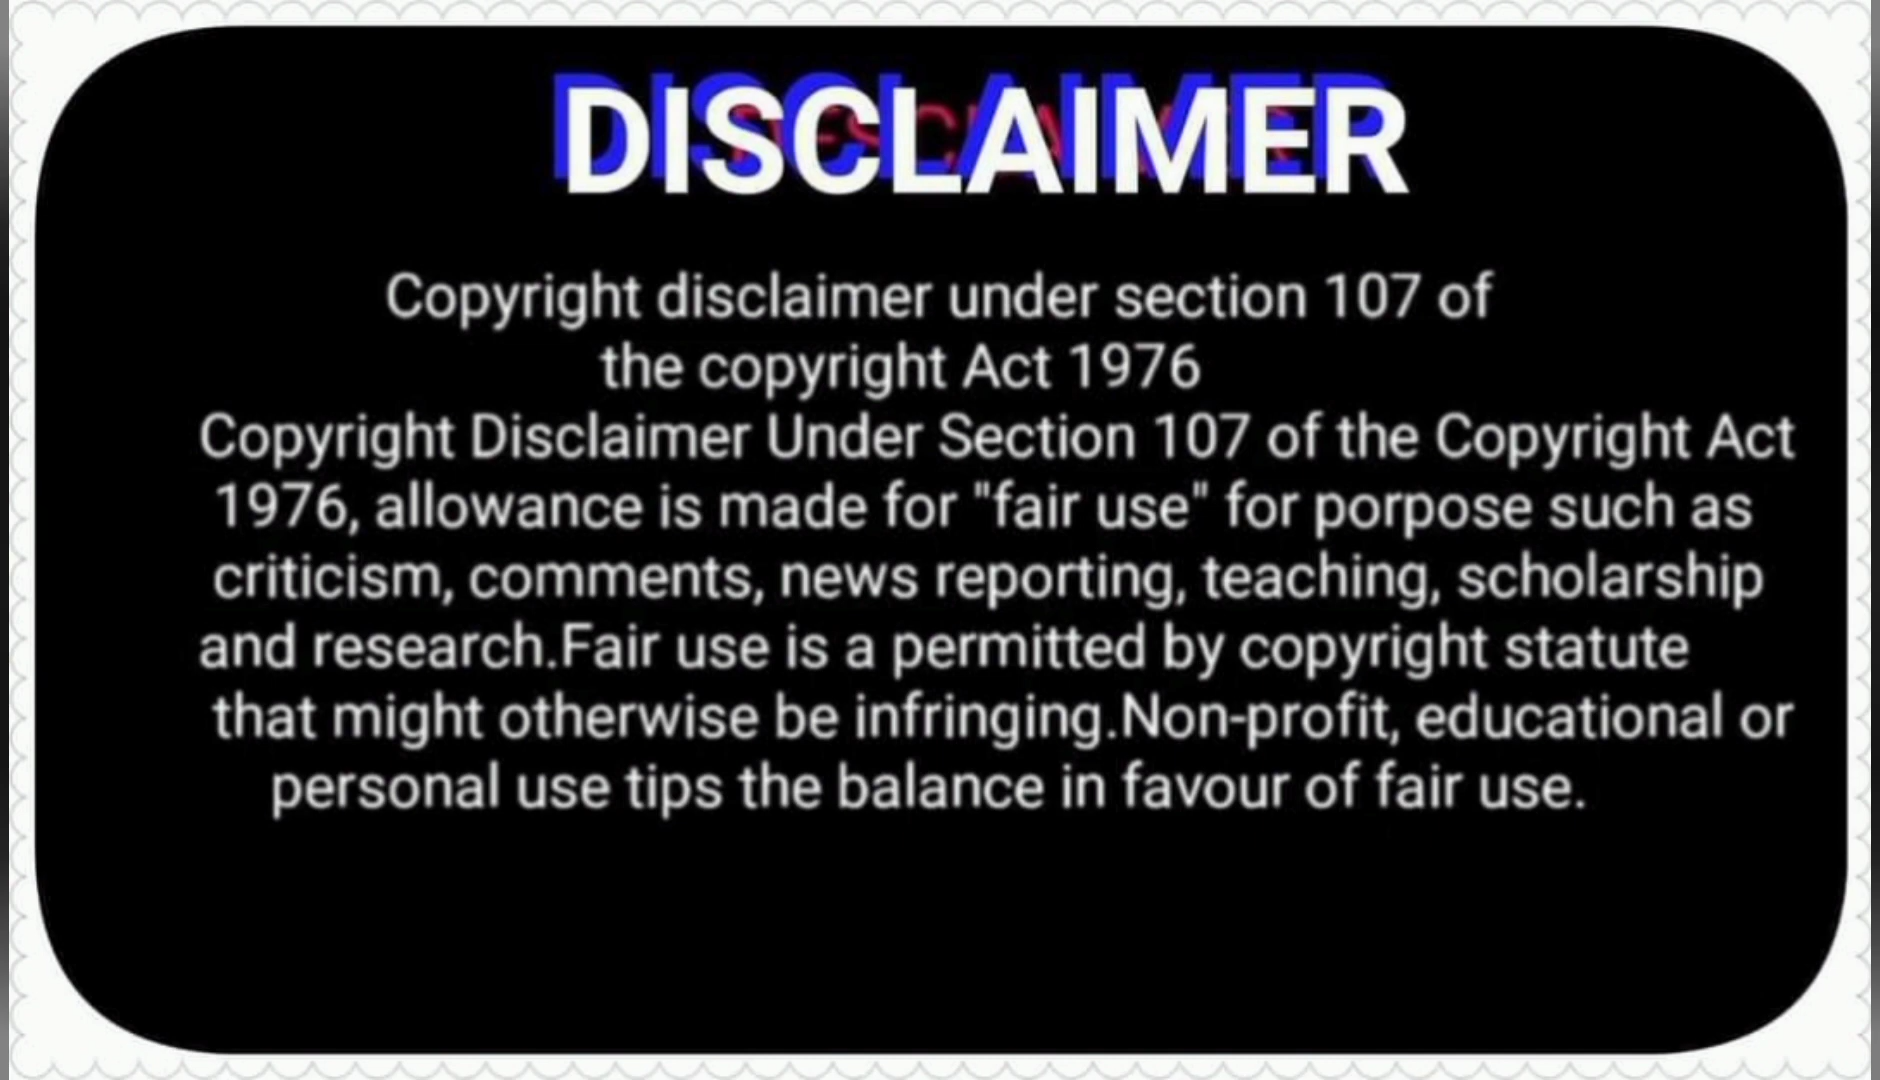 DISCLAIMER
Copyright disclaimer under section 107 of
the copyright Act 1976
Copyright Disclaimer Under Section 107 of the Copyright Act
1976, allowance is made for "fair use" for porpose such as
criticism, comments, news reporting, teaching, scholarship
and research.Fair use is a permitted by copyright statute
that might otherwise be infringing.Non-profit, educational or
personal use tips the balance in favour of fair use.